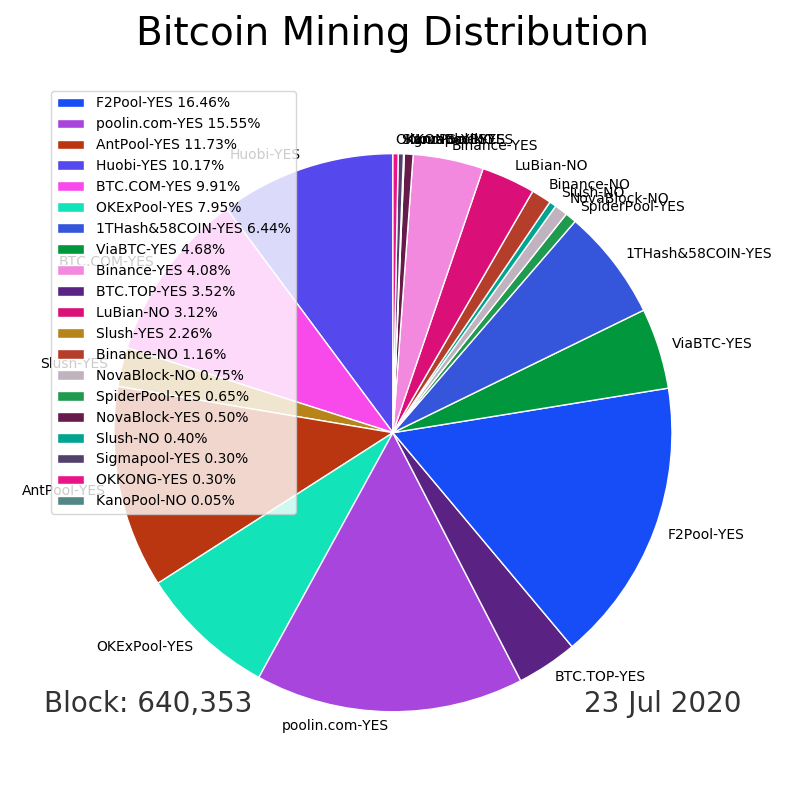 Bitcoin Mining Distribution
F2Pool-YES 16.46%
poolin.com-YES 15.55%
AntPool-YES 11.73%
Huobi-YES 10.17%
BTC.COM-YES 9.91%
OKExPool-YES 7.95%
1THash&58COIN-YES 6.44%
ViaBTC-YES 4.68%
Binance-YES 4.08%
BTC.TOP-YES 3.52%
LuBian-NO 3.12%
Slush-YES 2.26%
Binance-NO 1.16%
NovaBlock-NO 0.75%
SpiderPool-YES 0.65%
NovaBlock-YES 0.50%
Slush-NO 0.40%
Sigmapool-YES 0.30%
OKKONG-YES 0.30%
KanoPool-NO 0.05%
Huobi-YES
BTC.COM-YES
Slush-YES
AntPool-YES
OKExPool-YES
poolin.com-YES
BTC.TOP-YES
F2Pool-YES
ViaBTC-YES
1THash&58COIN-YES
SpiderPool-YES
NovaBlock-NO
Slush-NO
Binance-NO
LuBian-NO
Binance-YES
Block: 640,353
23 Jul 2020